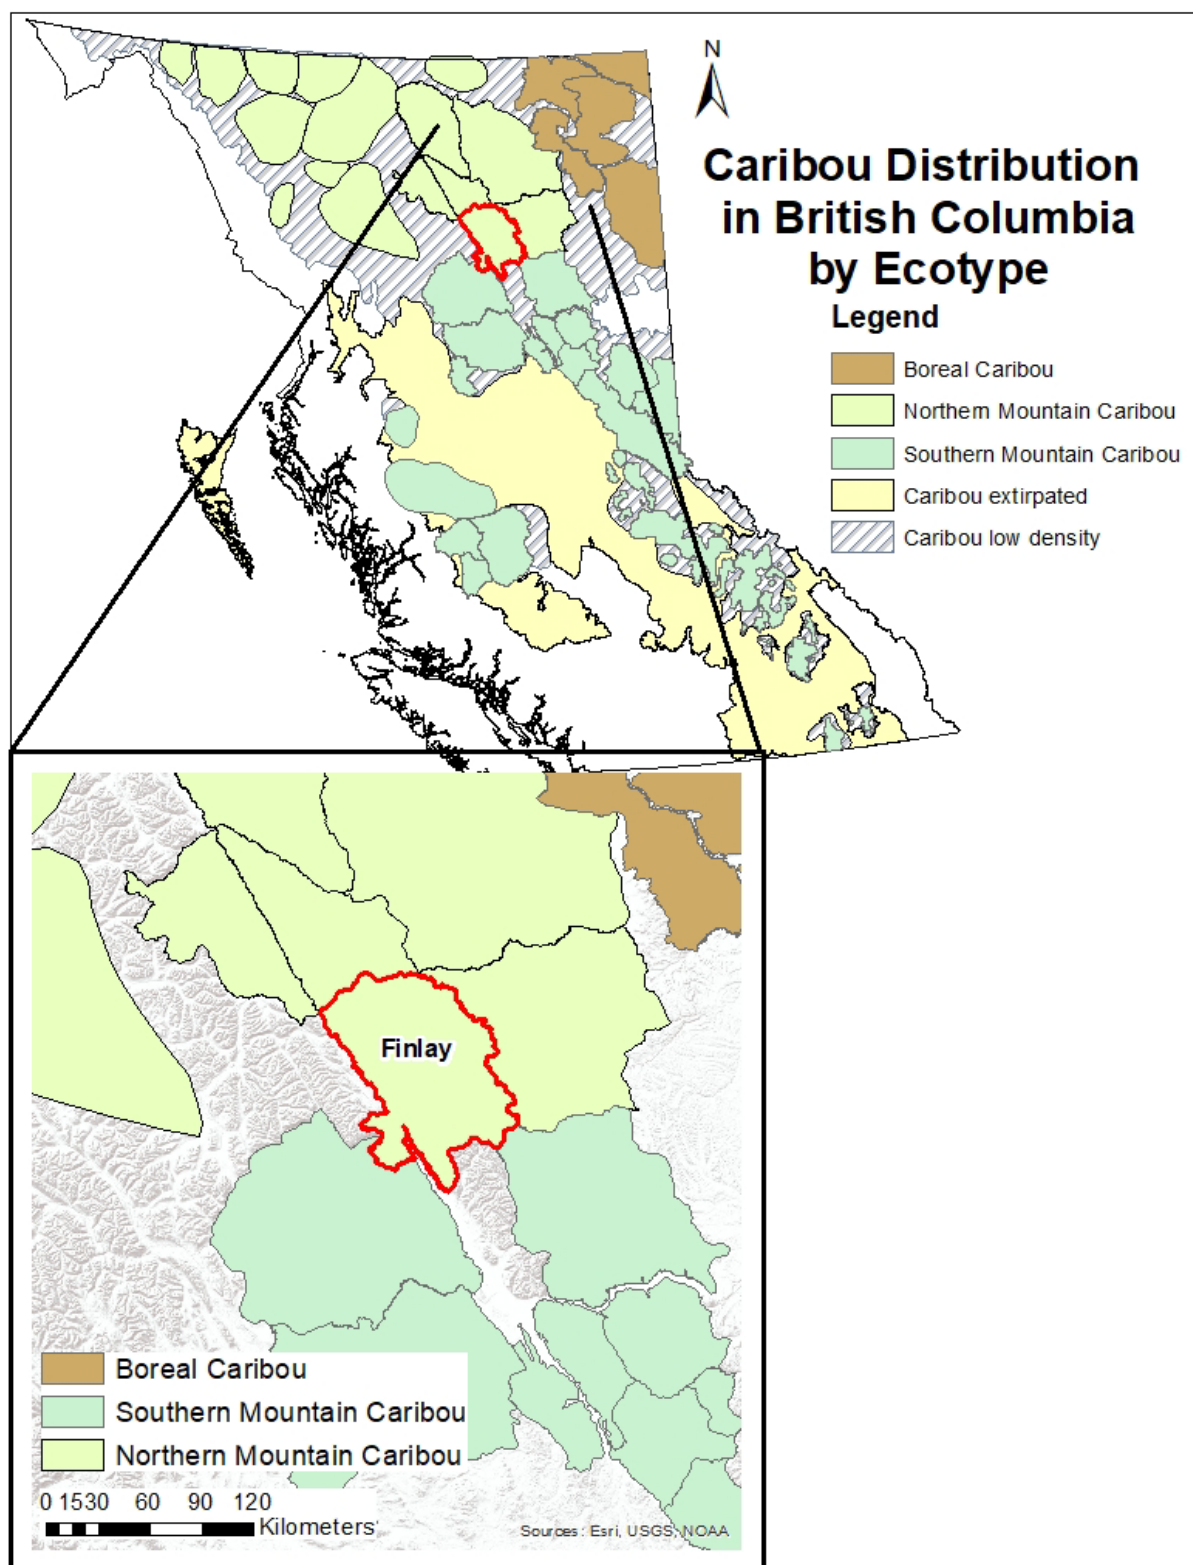 N
Caribou Distribution
in British Columbia
by Ecotype
Legend
Boreal Caribou
Northern Mountain Caribou
Southern Mountain Caribou
Caribou extirpated
Caribou low density
Finlay
Boreal Caribou
Southern Mountain Caribou
Northern Mountain Caribou
0 15 30 60 90 120
Kilometers
Sources: Esri, USGS, NOAA